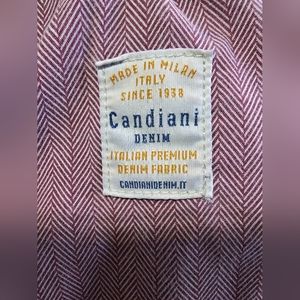 MADE IN MILAN
ITALY
SINCE 1938
Candiani
DENIM
ITALIAN PREMIUM
DENIM FABRIC
CANDIANIDENIM.IT